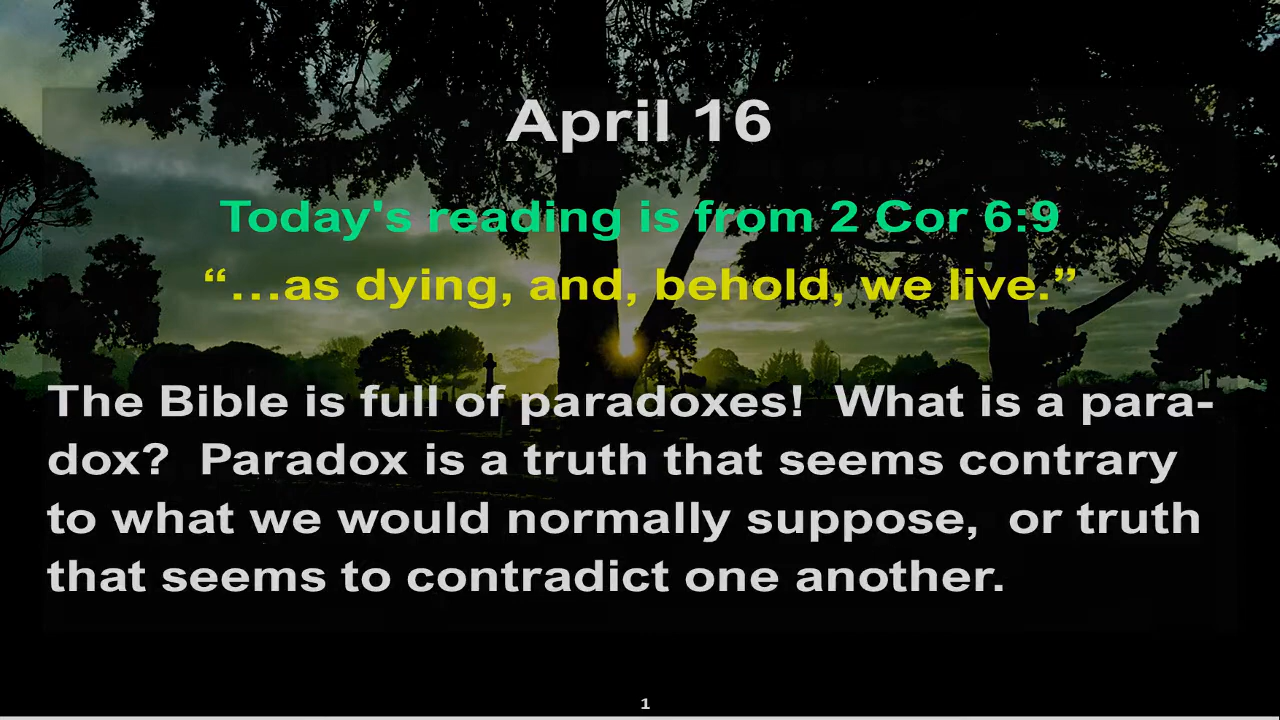 April 16
Today's reading is from 2 Cor 6:9
“…as dying, and, behold, we live.”
The Bible is full of paradoxes!  What is a para-
dox?  Paradox is a truth that seems contrary
to what we would normally suppose,  or truth
that seems to contradict one another.
1